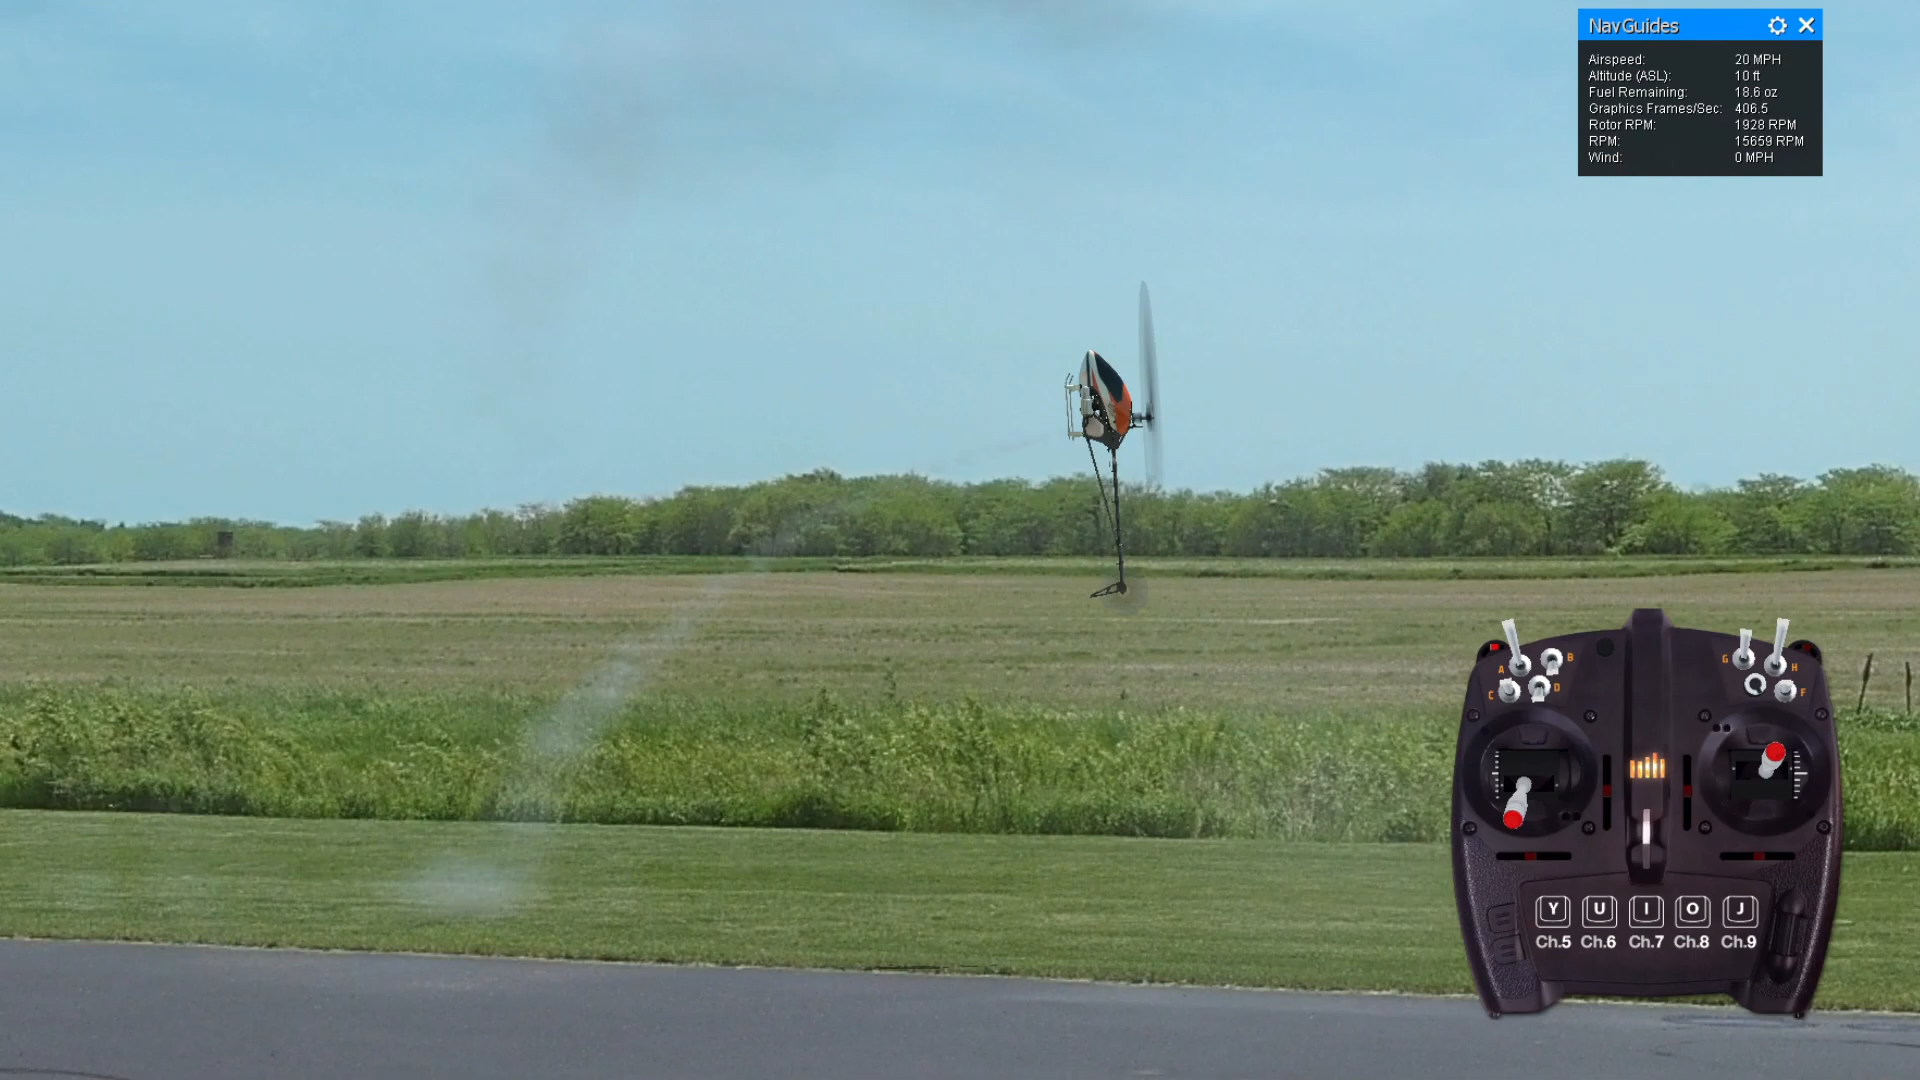 NavGuides
Airspeed: 20 MPH
Altitude (ASL): 10 ft
Fuel Remaining: 18.6 oz
Graphics Frames/Sec: 406.5
Rotor RPM: 1928 RPM
RPM: 15659 RPM
Wind: 0 MPH
A B G H
C D F
Y U I O J
Ch.5 Ch.6 Ch.7 Ch.8 Ch.9